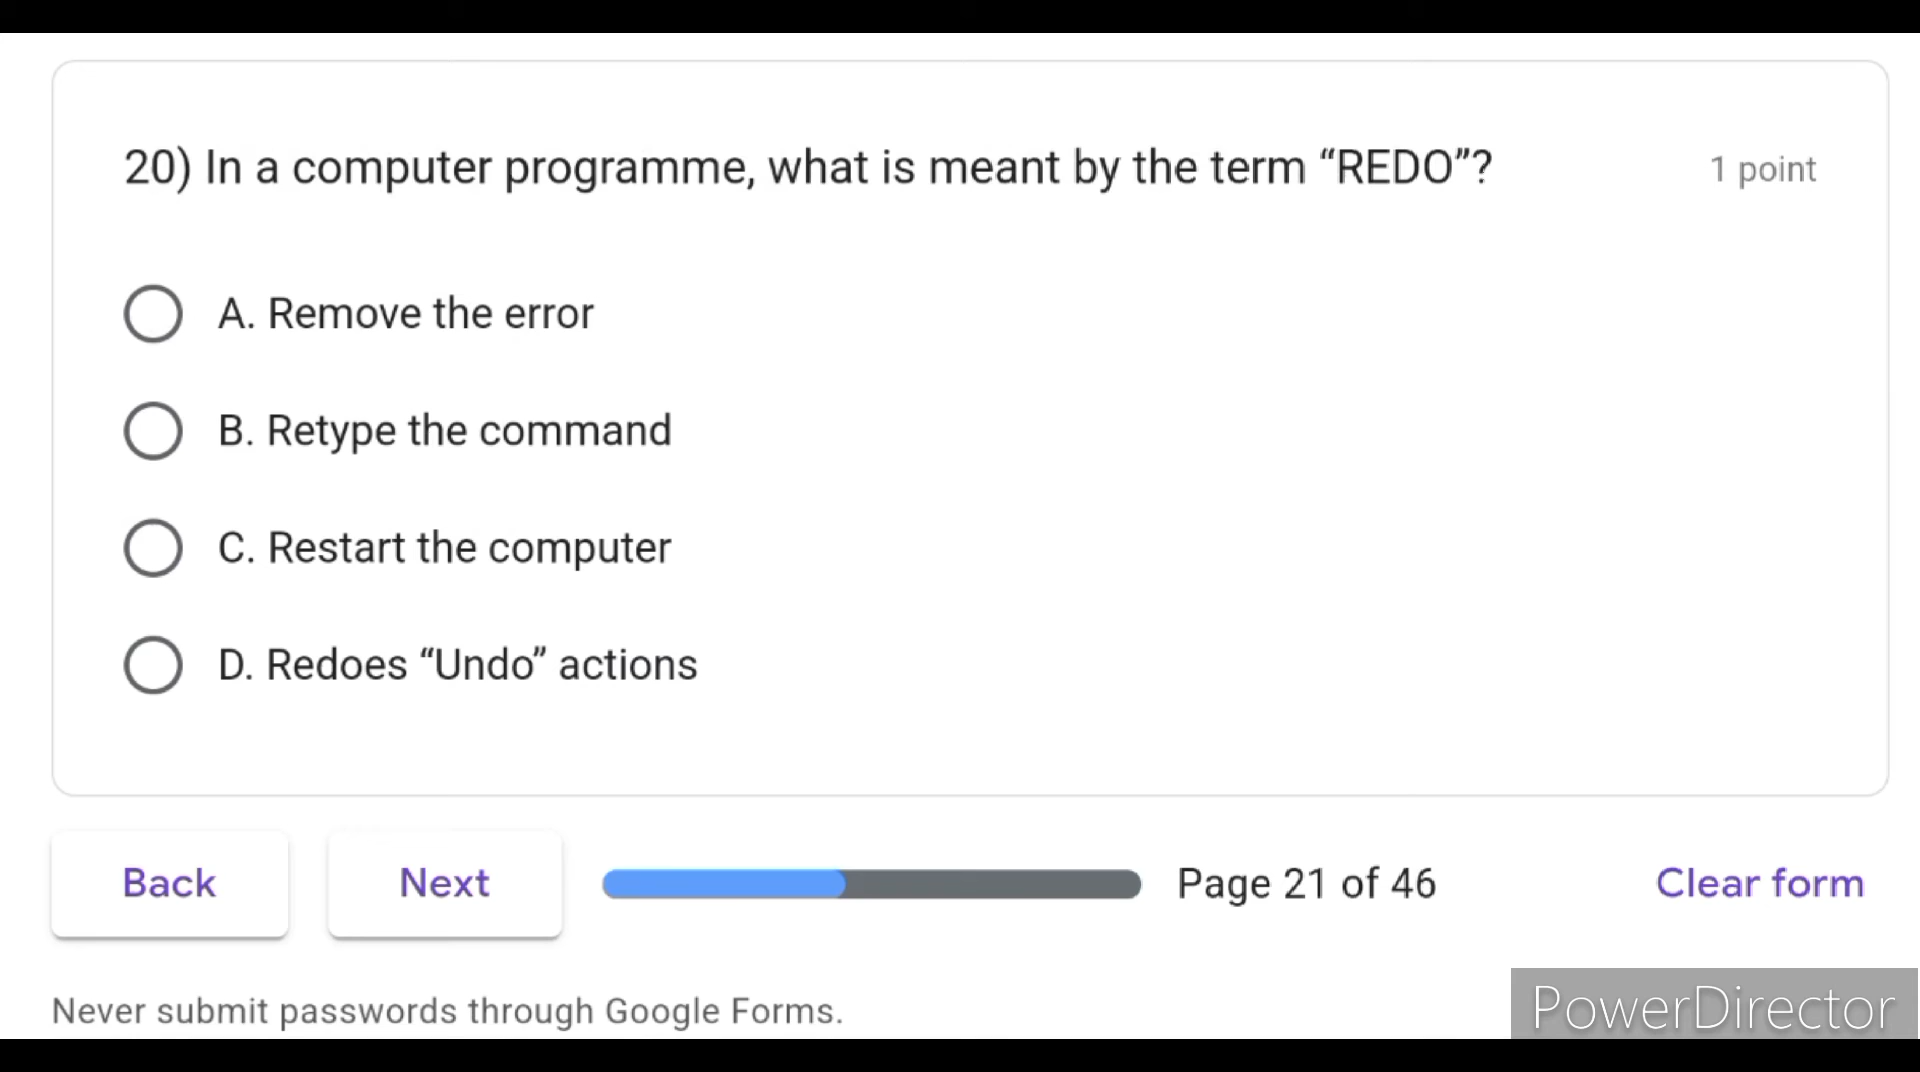 20) In a computer programme, what is meant by the term “REDO”?
1 point
A. Remove the error
B. Retype the command
C. Restart the computer
D. Redoes “Undo” actions
Back
Next
Page 21 of 46
Clear form
Never submit passwords through Google Forms.
PowerDirector